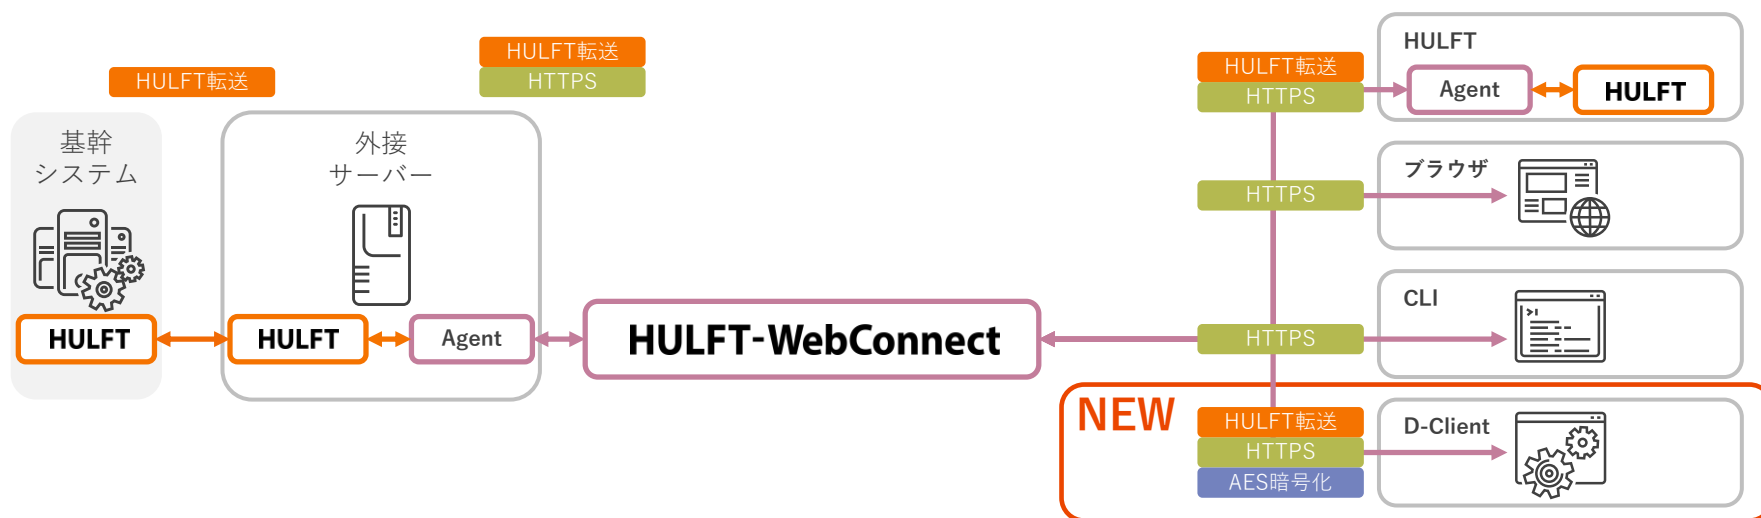 HULFT転送
HULFT転送
HTTPS
基幹
システム
外接
サーバー
HULFT
HULFT
Agent
HULFT-WebConnect
HULFT転送
HTTPS
HULFT
Agent
HULFT
HTTPS
ブラウザ
HTTPS
CLI
NEW
HULFT転送
HTTPS
AES暗号化
D-Client